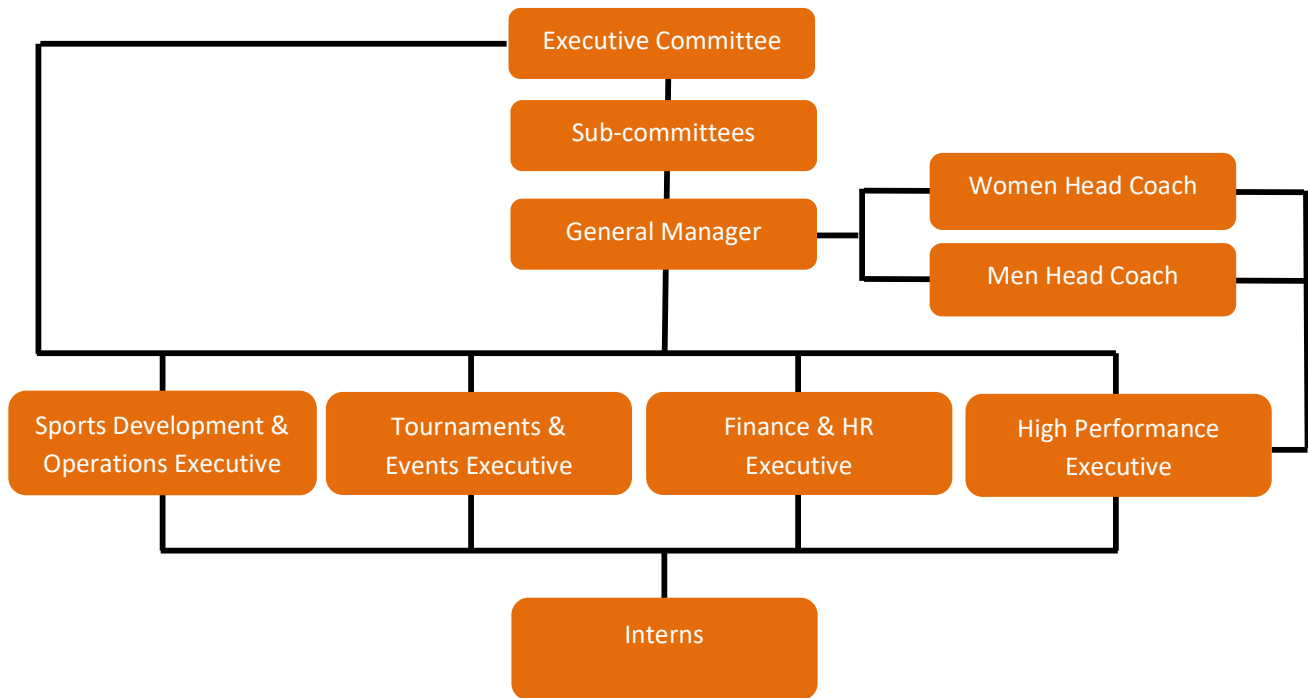 Executive Committee
Sub-committees
Women Head Coach
General Manager
Men Head Coach
Sports Development &
Operations Executive
Tournaments &
Events Executive
Finance & HR
Executive
High Performance
Executive
Interns